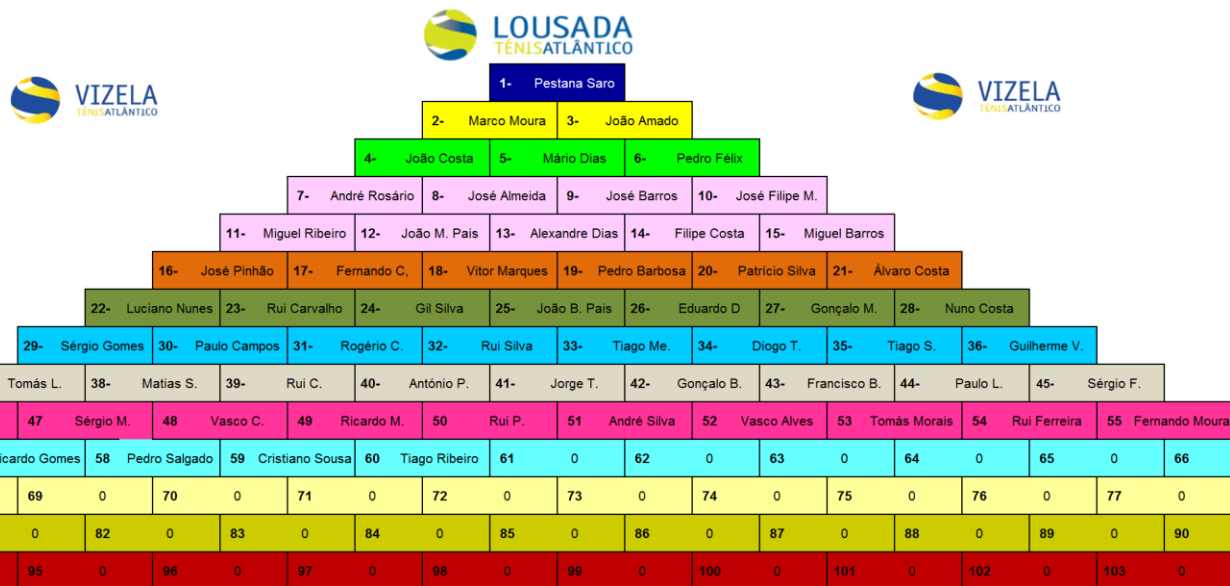 LOUSADA
TÊNISATLÂNTICO
VIZELA
TÊNISATLÂNTICO
VIZELA
TÊNISATLÂNTICO
1- Pestana Saro
2- Marco Moura 3- João Amado
4- João Costa 5- Mário Dias 6- Pedro Félix
7- André Rosário 8- José Almeida 9- José Barros 10- José Filipe M.
11- Miguel Ribeiro 12- João M. Pais 13- Alexandre Dias 14- Filipe Costa 15- Miguel Barros
16- José Pinhão 17- Fernando C, 18- Vitor Marques 19- Pedro Barbosa 20- Patrício Silva 21- Álvaro Costa
22- Luciano Nunes 23- Rui Carvalho 24- Gil Silva 25- João B. Pais 26- Eduardo D 27- Gonçalo M. 28- Nuno Costa
29- Sérgio Gomes 30- Paulo Campos 31- Rogério C. 32- Rui Silva 33- Tiago Me. 34- Diogo T. 35- Tiago S. 36- Guilherme V.
Tomás L. 38- Matias S. 39- Rui C. 40- António P. 41- Jorge T. 42- Gonçalo B. 43- Francisco B. 44- Paulo L. 45- Sérgio F.
47 Sérgio M. 48 Vasco C. 49 Ricardo M. 50 Rui P. 51 André Silva 52 Vasco Alves 53 Tomás Morais 54 Rui Ferreira 55 Fernando Moura
icardo Gomes 58 Pedro Salgado 59 Cristiano Sousa 60 Tiago Ribeiro 61 0 62 0 63 0 64 0 65 0 66
69 0 70 0 71 0 72 0 73 0 74 0 75 0 76 0 77 0
0 82 0 83 0 84 0 85 0 86 0 87 0 88 0 89 0 90
95 0 96 0 97 0 98 0 99 0 100 0 101 0 102 0 103 0